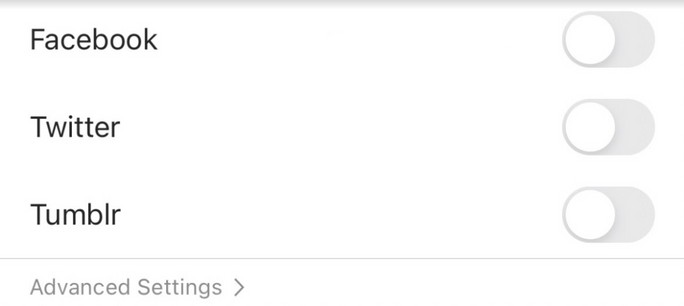 Facebook
Twitter
Tumblr
Advanced Settings >